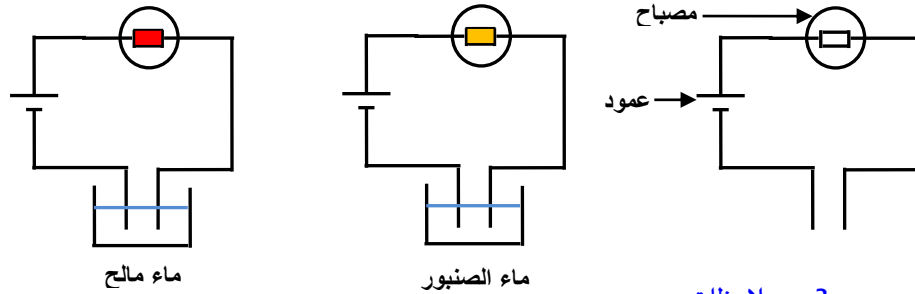 مصباح
عمود
ماء الصنبور
ماء مالح